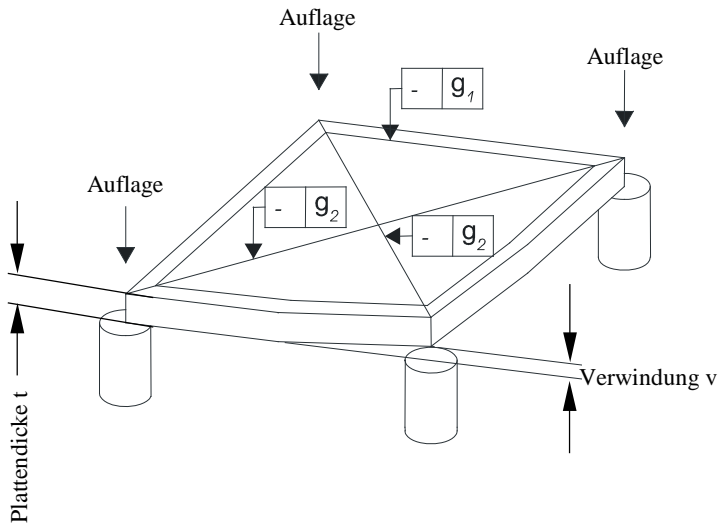 Auflage
Auflage
- g1
Auflage
- g2
- g2
Verwindung v
Plattendicke t